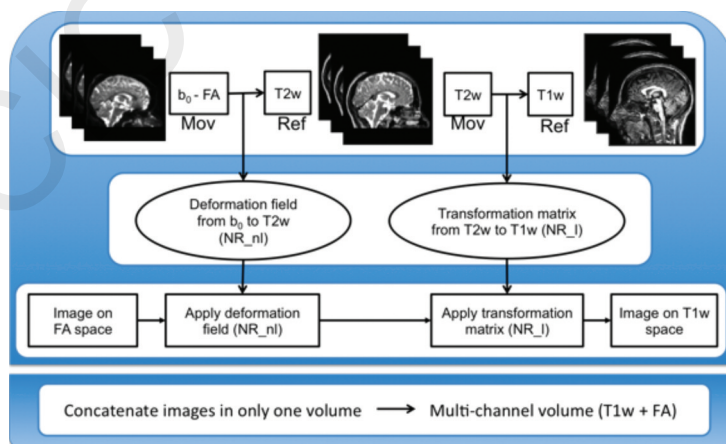 b₀ - FA
T2w
T2w
T1w
Mov
Ref
Mov
Ref
Deformation field
from b₀ to T2w
(NR_nl)
Transformation matrix
from T2w to T1w (NR_l)
Image on
FA space
Apply deformation
field (NR_nl)
Apply transformation
matrix (NR_l)
Image on T1w
space
Concatenate images in only one volume
Multi-channel volume (T1w + FA)